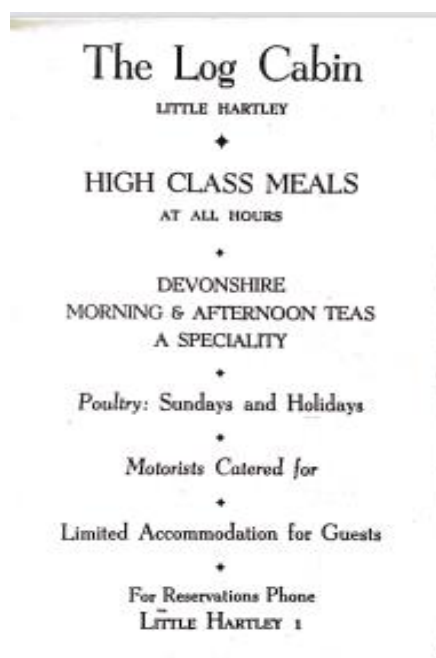 The Log Cabin
LITTLE HARTLEY
HIGH CLASS MEALS
AT ALL HOURS
DEVONSHIRE
MORNING & AFTERNOON TEAS
A SPECIALITY
Poultry: Sundays and Holidays
Motorists Catered for
Limited Accommodation for Guests
For Reservations Phone
LITTLE HARTLEY 1